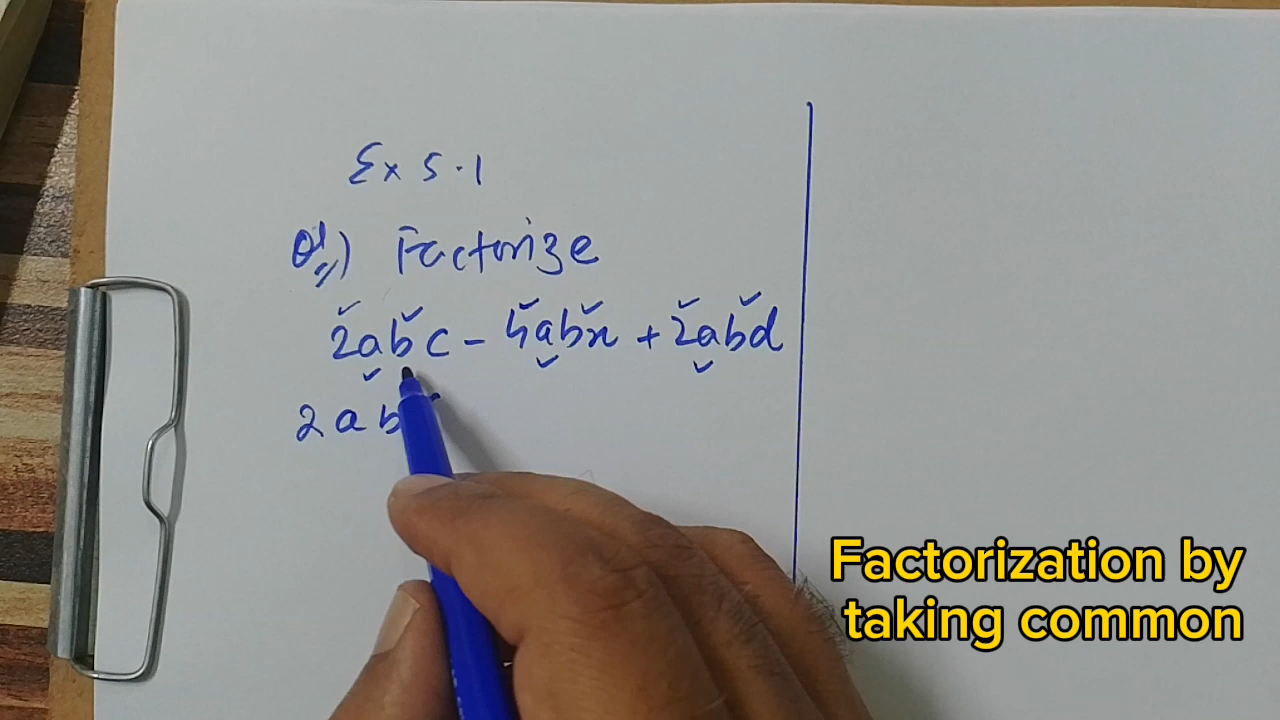 Ex 5.1
Q1) Factorize
2abc - 4abx + 2abd
2ab
Factorization by
taking common